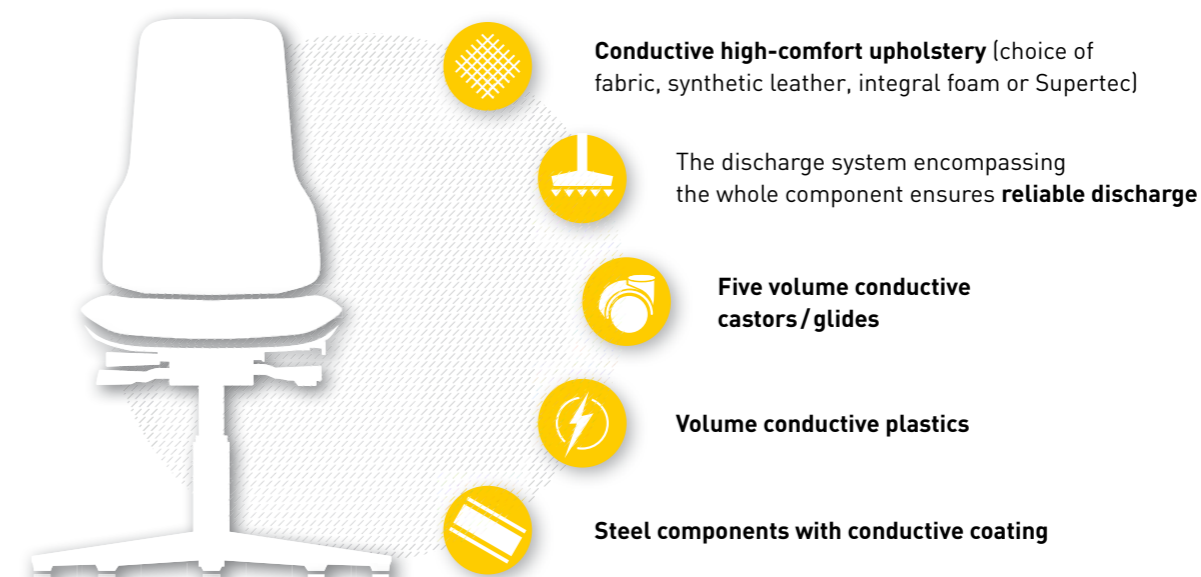 Conductive high-comfort upholstery (choice of
fabric, synthetic leather, integral foam or Supertec)
The discharge system encompassing
the whole component ensures reliable discharge
Five volume conductive
castors / glides
Volume conductive plastics
Steel components with conductive coating